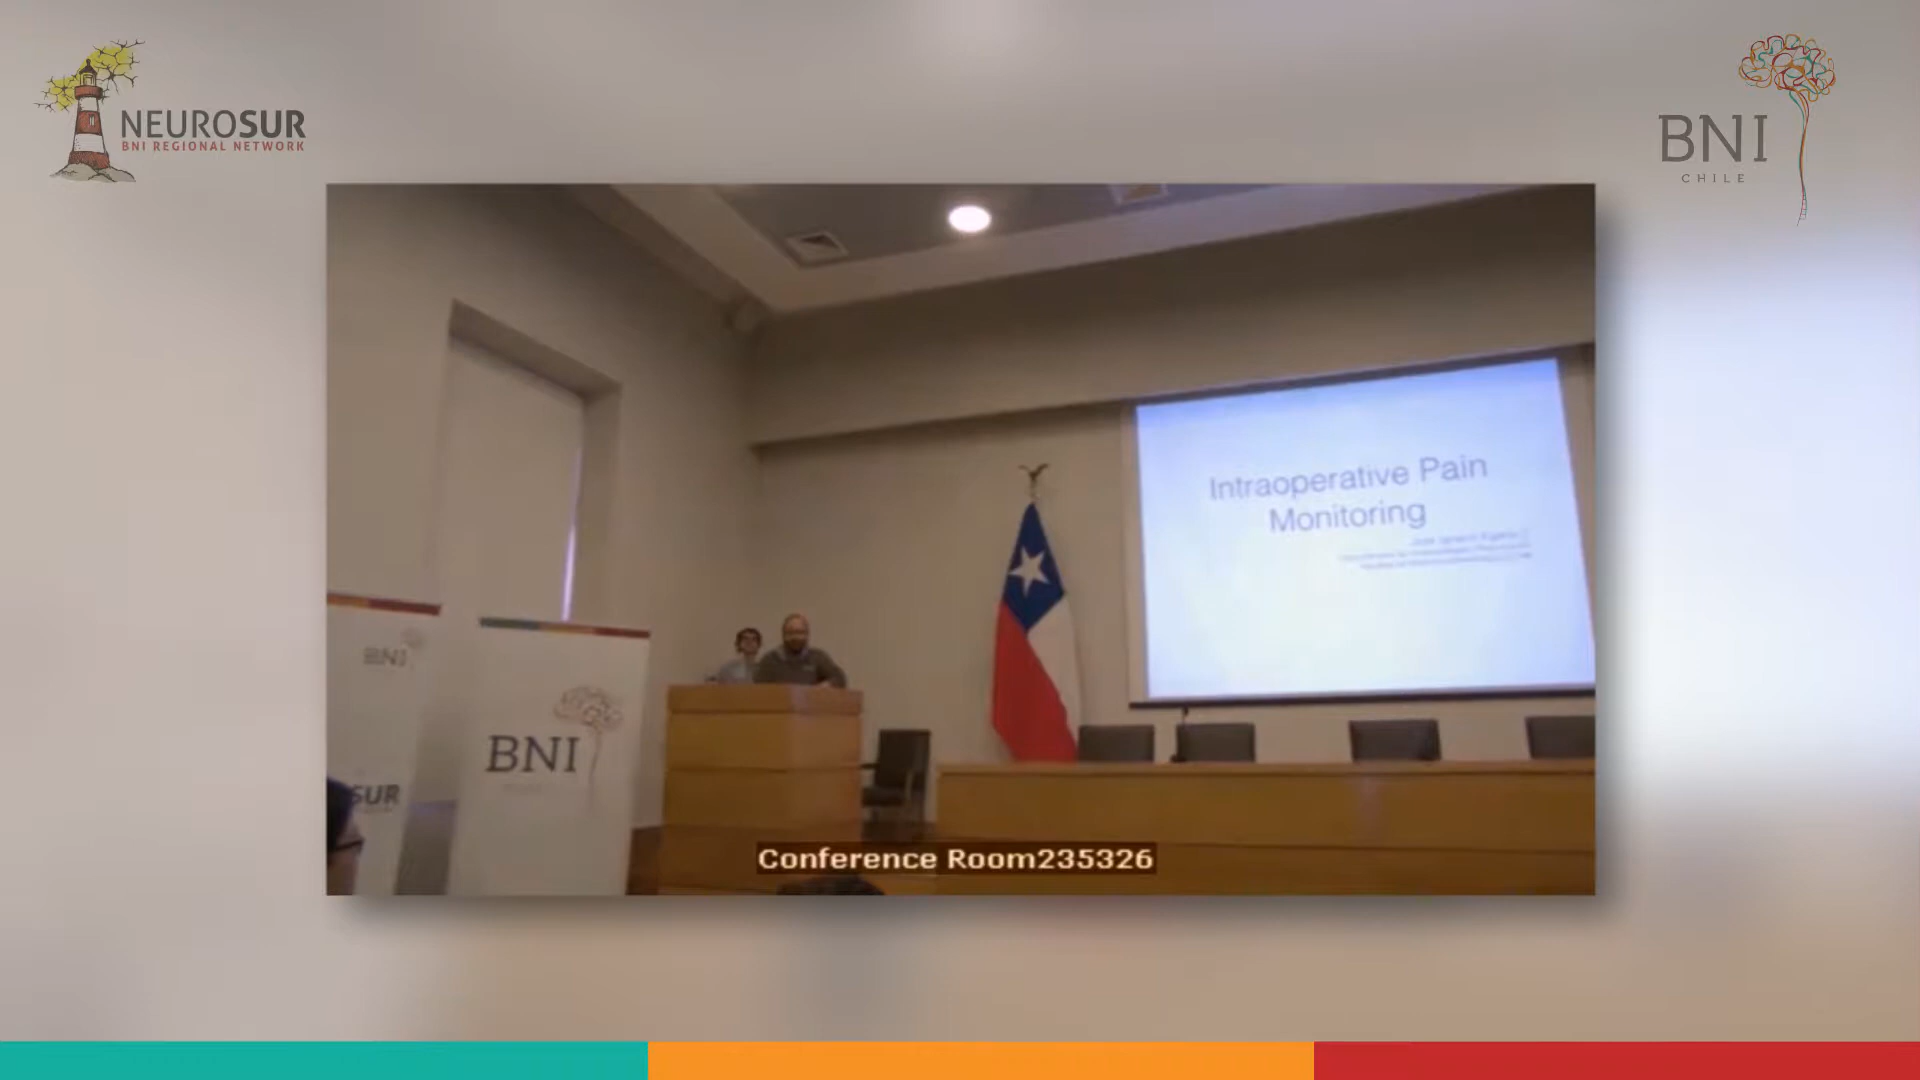 NEUROSUR
BNI REGIONAL NETWORK
BNI
CHILE
Intraoperative Pain
Monitoring
BNI
BNI
SUR
Conference Room235326